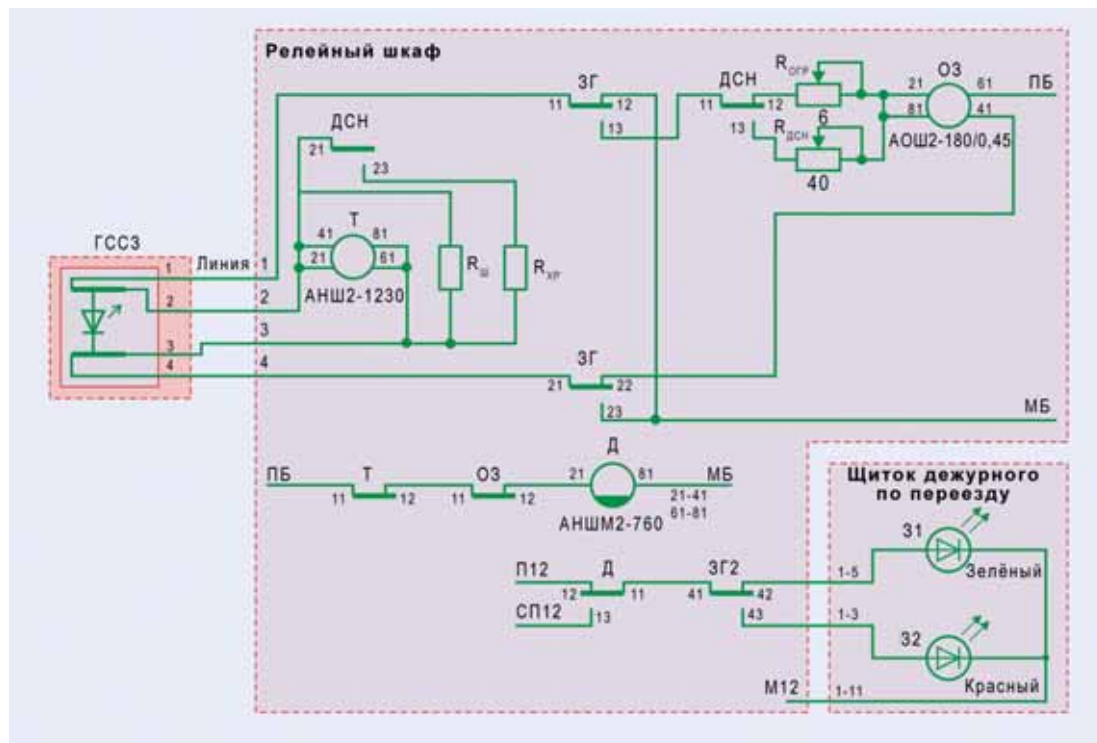 Релейный шкаф
ЗГ
11 12
13
ДСН
11 12
13
RОГР
6
RДСН
40
ОЗ
21 61
81 41
ПБ
АОШ2-180/0,45
ДСН
21
23
Т
41 81
21 61
АНШ2-1230
RШ
RХР
ГССЗ
1
2
3
4
Линия 1
2
3
4
ЗГ
21 22
23
МБ
ПБ
Т
11 12
ОЗ
11 12
Д
21 81
МБ
21-41
61-81
АНШМ2-760
П12
Д
12 11
СП12
13
ЗГ2
41 42
43
1-5
1-3
М12
1-11
Щиток дежурного
по переезду
З1
Зелёный
З2
Красный